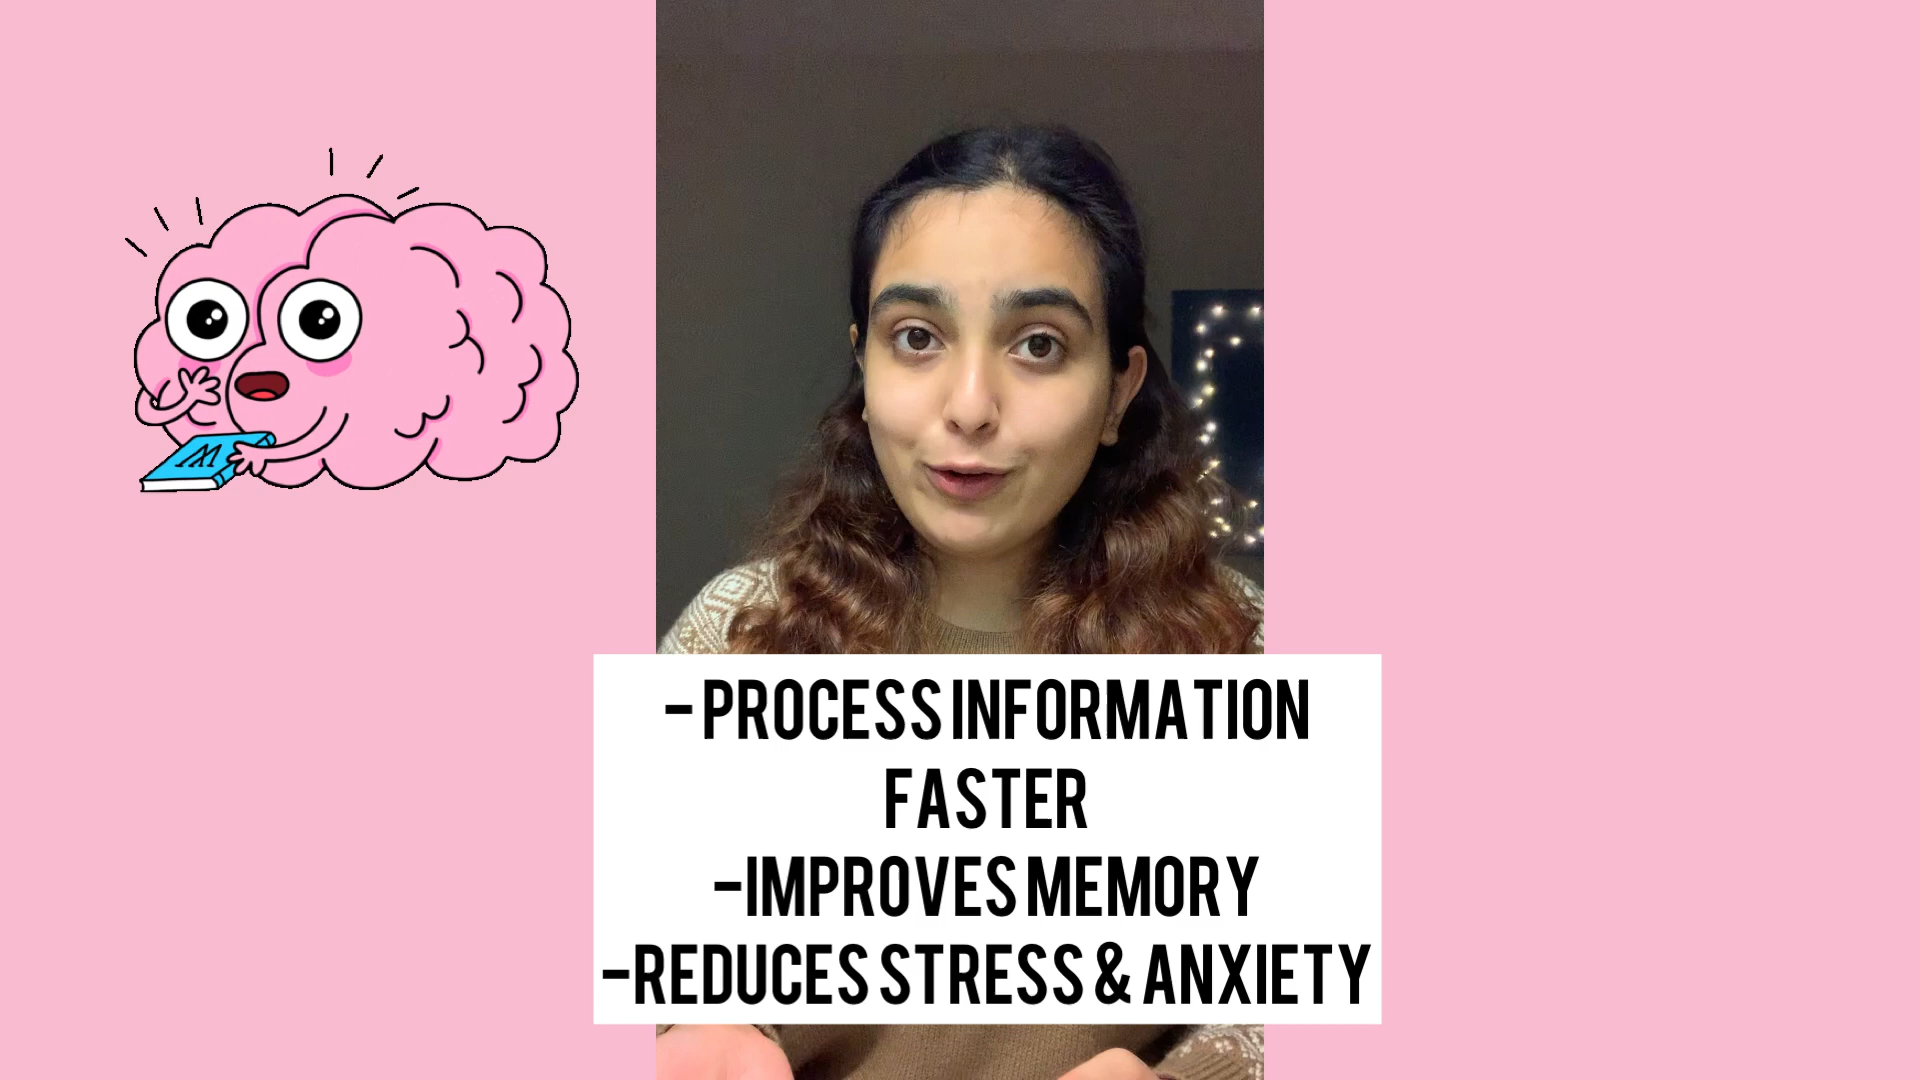 W
- PROCESS INFORMATION
FASTER
-IMPROVES MEMORY
-REDUCES STRESS & ANXIETY